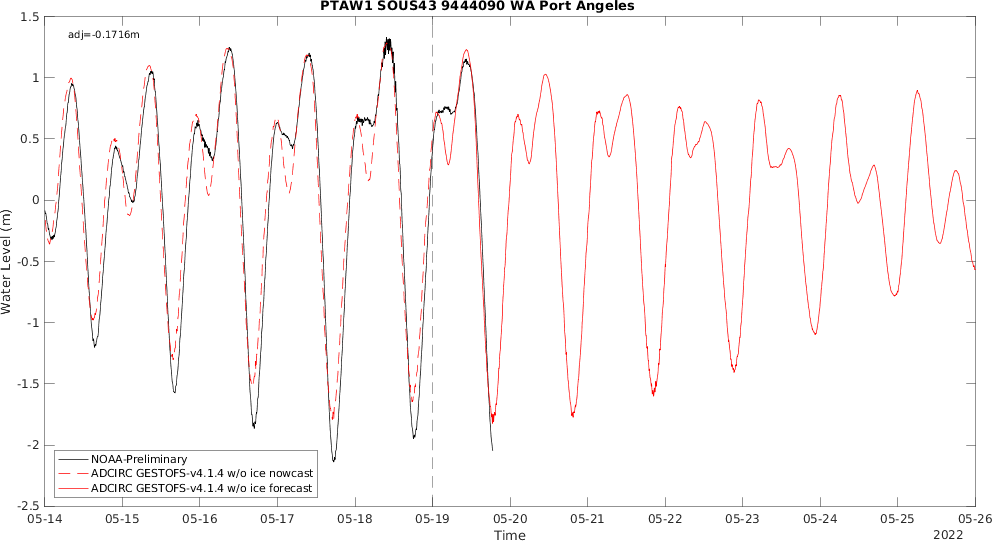 PTAW1 SOUS43 9444090 WA Port Angeles
adj=-0.1716m
1.5
1
0.5
0
-0.5
-1
-1.5
-2
-2.5
Water Level (m)
NOAA-Preliminary
ADCIRC GESTOFS-v4.1.4 w/o ice nowcast
ADCIRC GESTOFS-v4.1.4 w/o ice forecast
05-14 05-15 05-16 05-17 05-18 05-19 05-20 05-21 05-22 05-23 05-24 05-25 05-26
Time
2022